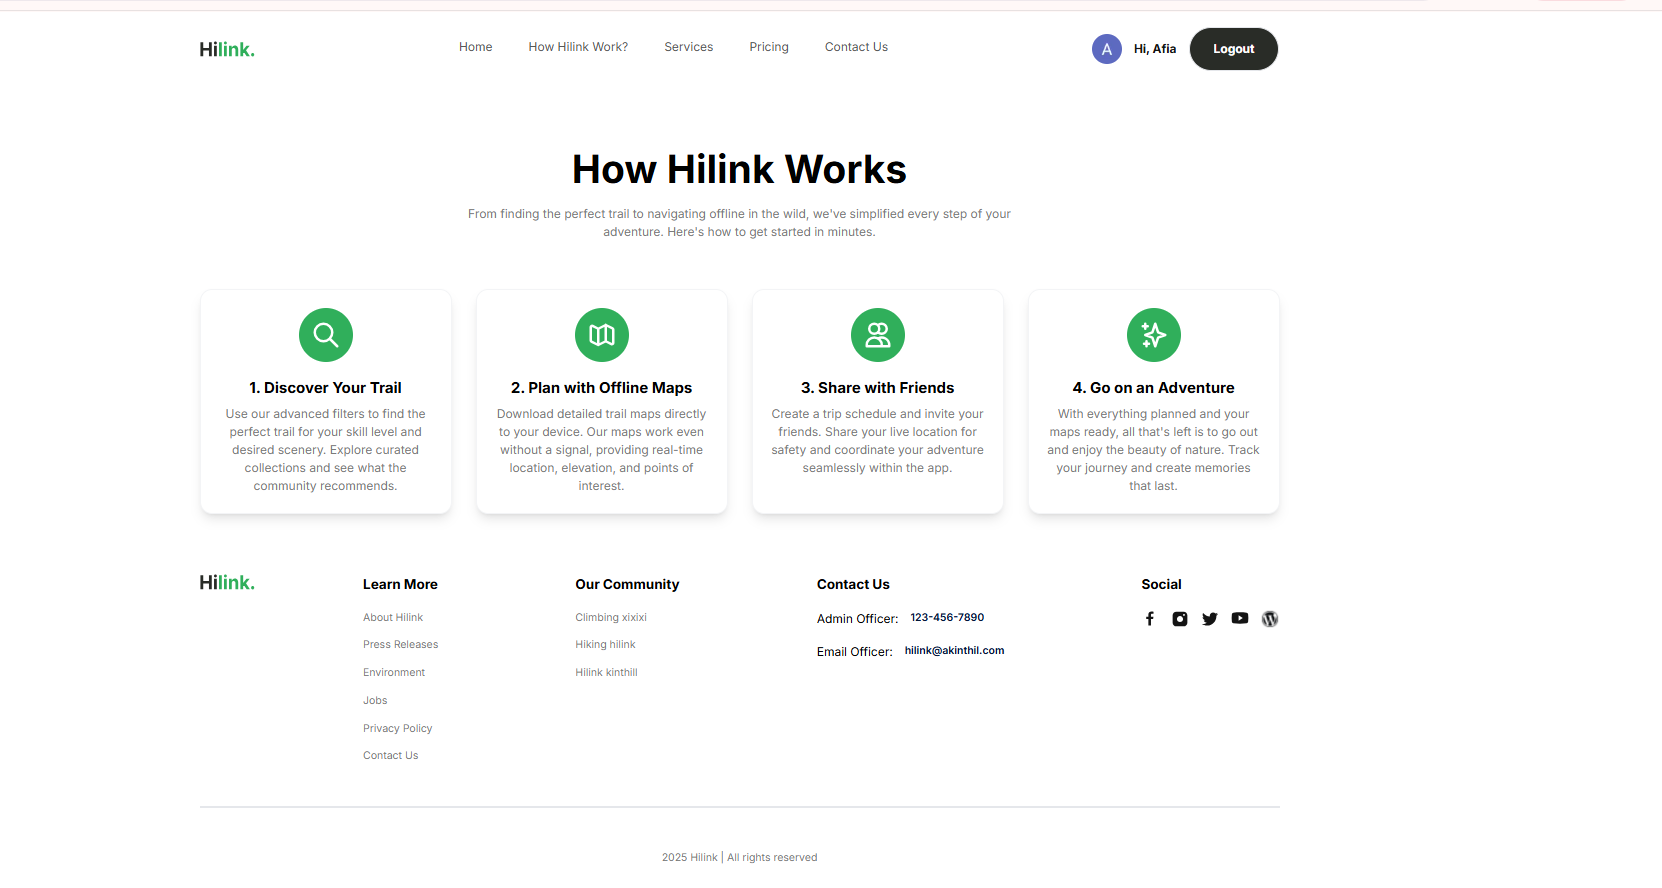 Hilink.
Home
How Hilink Work?
Services
Pricing
Contact Us
A
Hi, Afia
Logout
How Hilink Works
From finding the perfect trail to navigating offline in the wild, we've simplified every step of your
adventure. Here's how to get started in minutes.
1. Discover Your Trail
Use our advanced filters to find the
perfect trail for your skill level and
desired scenery. Explore curated
collections and see what the
community recommends.
2. Plan with Offline Maps
Download detailed trail maps directly
to your device. Our maps work even
without a signal, providing real-time
location, elevation, and points of
interest.
3. Share with Friends
Create a trip schedule and invite your
friends. Share your live location for
safety and coordinate your adventure
seamlessly within the app.
4. Go on an Adventure
With everything planned and your
maps ready, all that's left is to go out
and enjoy the beauty of nature. Track
your journey and create memories
that last.
Hilink.
Learn More
About Hilink
Press Releases
Environment
Jobs
Privacy Policy
Contact Us
Our Community
Climbing xixixi
Hiking hilink
Hilink kinthill
Contact Us
Admin Officer: 123-456-7890
Email Officer: hilink@akinthil.com
Social
2025 Hilink | All rights reserved